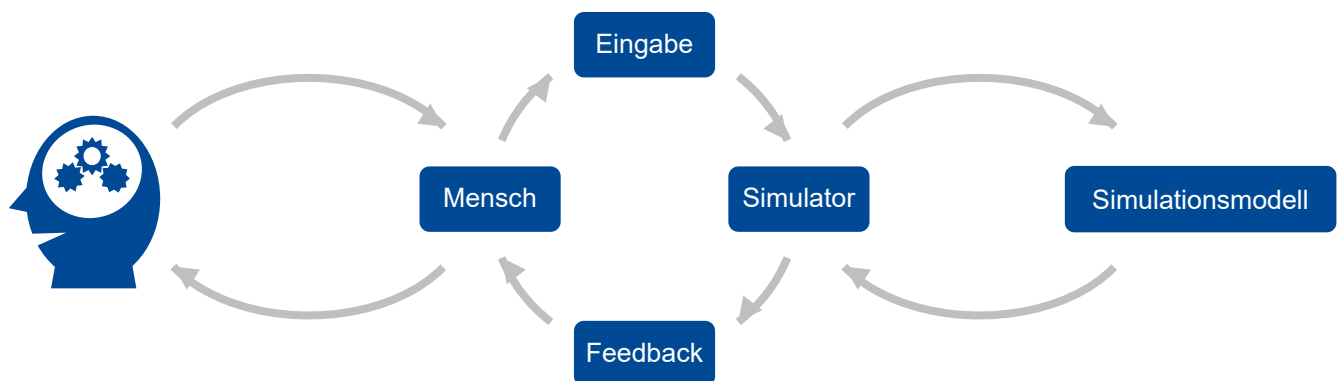 Eingabe
Mensch
Simulator
Simulationsmodell
Feedback